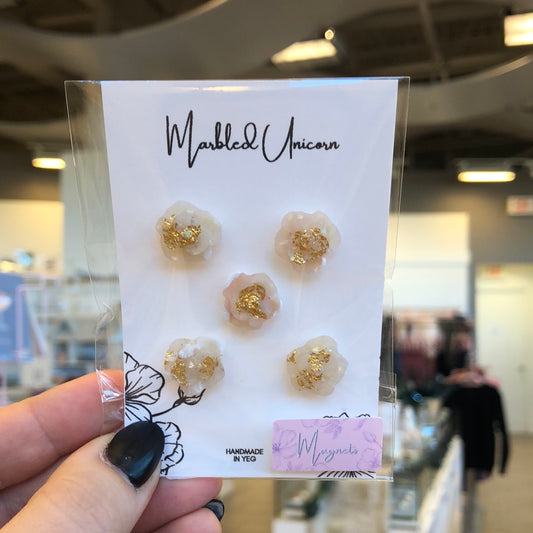 Marbled Unicorn
HANDMADE
IN YEG
Magnets